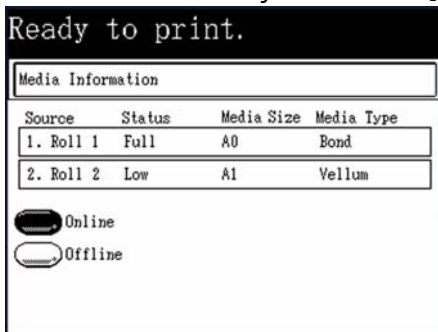 Ready to print.
Media Information
Source Status Media Size Media Type
1. Roll 1 Full A0 Bond
2. Roll 2 Low A1 Vellum
Online
Offline